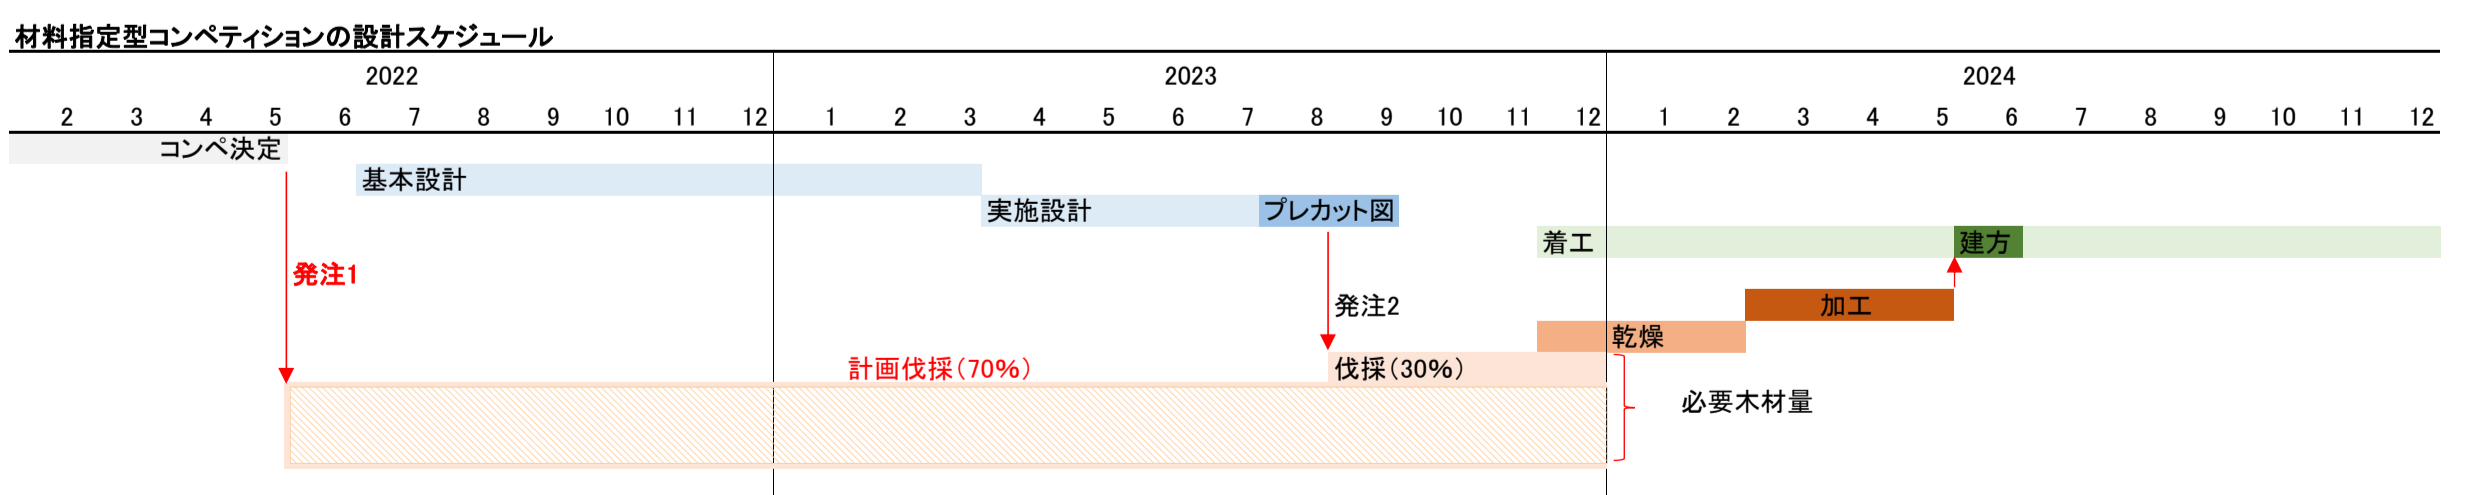 材料指定型コンペティションの設計スケジュール
2022 2023 2024
2 3 4 5 6 7 8 9 10 11 12 1 2 3 4 5 6 7 8 9 10 11 12 1 2 3 4 5 6 7 8 9 10 11 12
コンペ決定
基本設計
実施設計 プレカット図
着工 建方
発注1
発注2 加工
乾燥
計画伐採(70%) 伐採(30%)
必要木材量